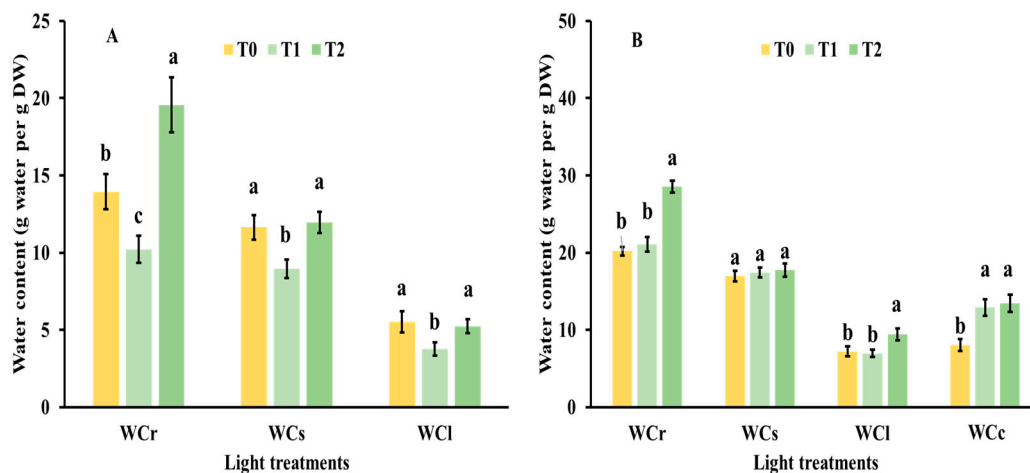 A
T0 T1 T2
Water content (g water per g DW)
25
20
15
10
5
0
b
c
a
a
b
a
a
b
a
WCr WCs WCl
Light treatments
B
T0 T1 T2
Water content (g water per g DW)
50
40
30
20
10
0
b
b
a
a
a
a
b
b
a
b
a
a
WCr WCs WCl WCc
Light treatments